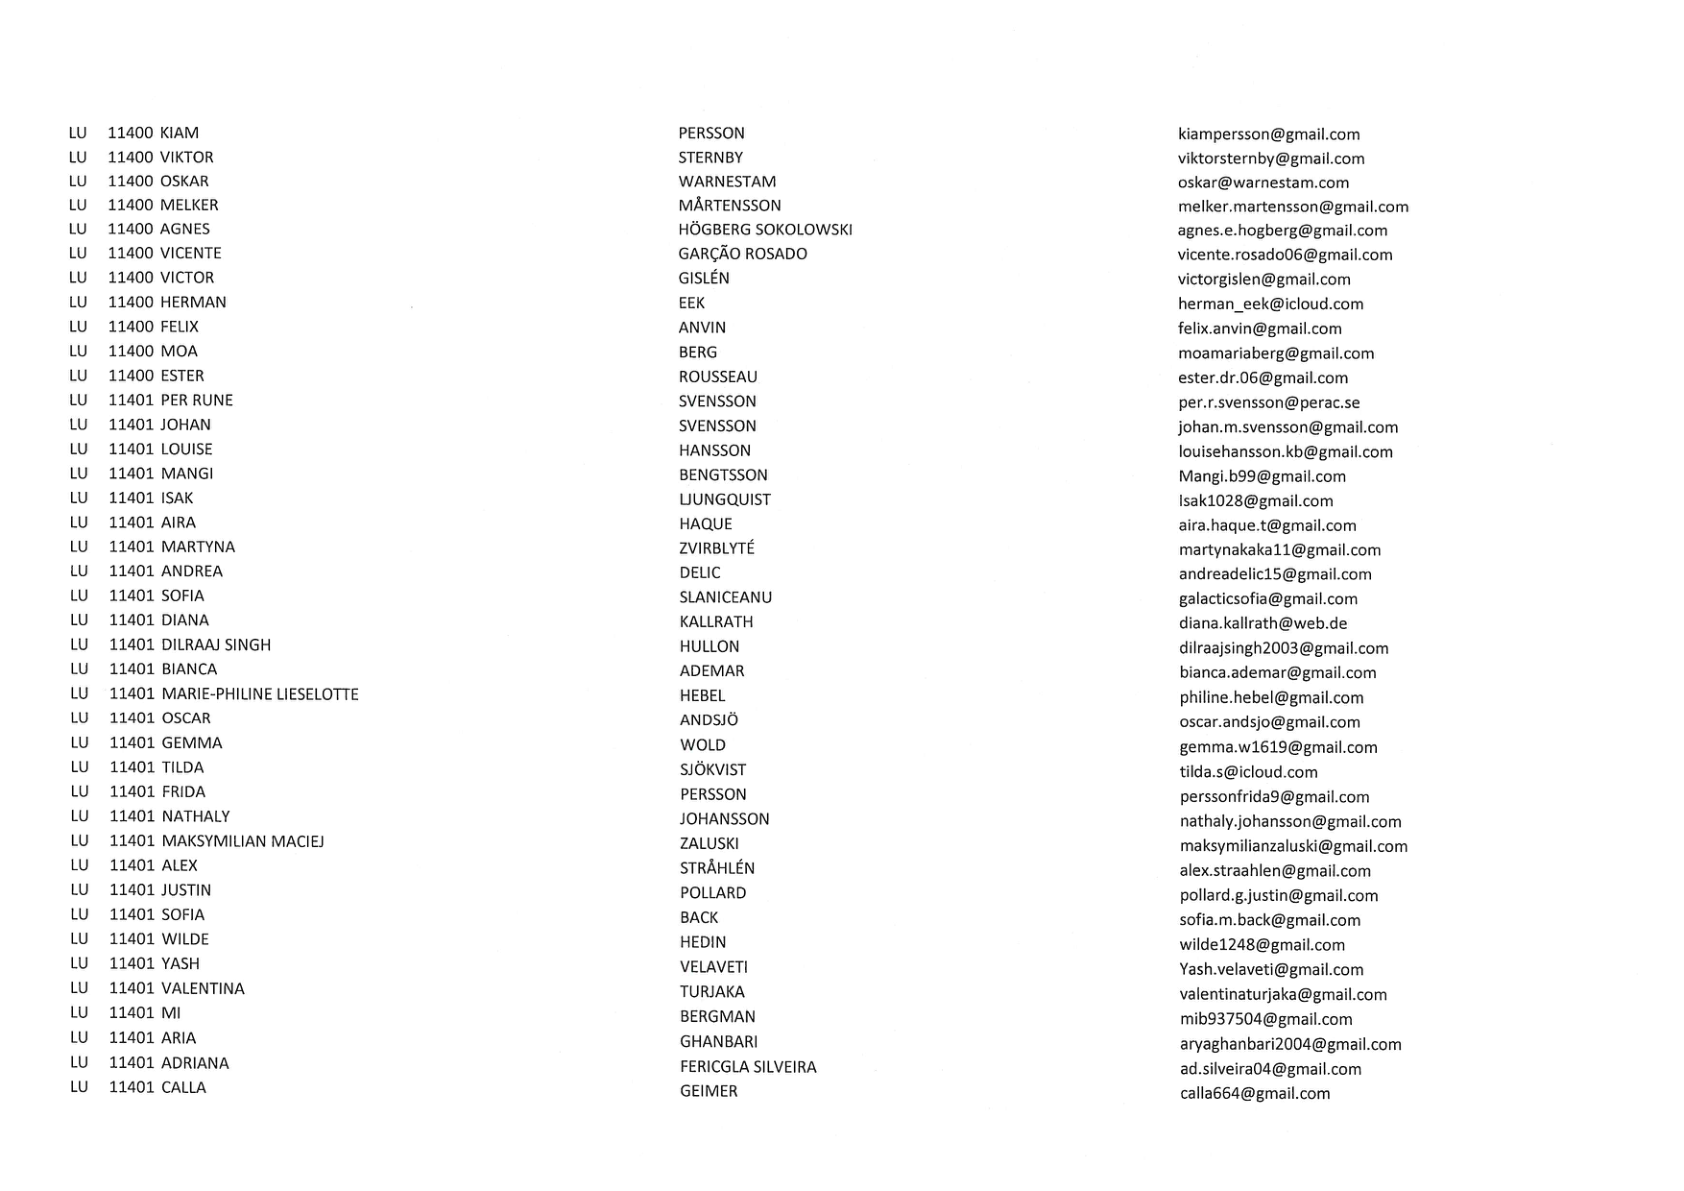 LU 11400 KIAM PERSSON kiampersson@gmail.com
LU 11400 VIKTOR STERNBY viktorsternby@gmail.com
LU 11400 OSKAR WARNESTAM oskar@warnestam.com
LU 11400 MELKER MÅRTENSSON melker.martensson@gmail.com
LU 11400 AGNES HÖGBERG SOKOLOWSKI agnes.e.hogberg@gmail.com
LU 11400 VICENTE GARÇÃO ROSADO vicente.rosado06@gmail.com
LU 11400 VICTOR GISLÉN victorgislen@gmail.com
LU 11400 HERMAN EEK herman_eek@icloud.com
LU 11400 FELIX ANVIN felix.anvin@gmail.com
LU 11400 MOA BERG moamariaberg@gmail.com
LU 11400 ESTER ROUSSEAU ester.dr.06@gmail.com
LU 11401 PER RUNE SVENSSON per.r.svensson@perac.se
LU 11401 JOHAN SVENSSON johan.m.svensson@gmail.com
LU 11401 LOUISE HANSSON louisehansson.kb@gmail.com
LU 11401 MANGI BENGTSSON Mangi.b99@gmail.com
LU 11401 ISAK LJUNGQUIST Isak1028@gmail.com
LU 11401 AIRA HAQUE aira.haque.t@gmail.com
LU 11401 MARTYNA ZVIRBLYTÉ martynakaka11@gmail.com
LU 11401 ANDREA DELIC andreadelic15@gmail.com
LU 11401 SOFIA SLANICEANU galacticsofia@gmail.com
LU 11401 DIANA KALLRATH diana.kallrath@web.de
LU 11401 DILRAAJ SINGH HULLON dilraajsingh2003@gmail.com
LU 11401 BIANCA ADEMAR bianca.ademar@gmail.com
LU 11401 MARIE-PHILINE LIESELOTTE HEBEL philine.hebel@gmail.com
LU 11401 OSCAR ANDSJÖ oscar.andsjo@gmail.com
LU 11401 GEMMA WOLD gemma.w1619@gmail.com
LU 11401 TILDA SJÖKVIST tilda.s@icloud.com
LU 11401 FRIDA PERSSON perssonfrida9@gmail.com
LU 11401 NATHALY JOHANSSON nathaly.johansson@gmail.com
LU 11401 MAKSYMILIAN MACIEJ ZALUSKI maksymilianzaluski@gmail.com
LU 11401 ALEX STRÅHLÉN alex.straahlen@gmail.com
LU 11401 JUSTIN POLLARD pollard.g.justin@gmail.com
LU 11401 SOFIA BACK sofia.m.back@gmail.com
LU 11401 WILDE HEDIN wilde1248@gmail.com
LU 11401 YASH VELAVETI Yash.velaveti@gmail.com
LU 11401 VALENTINA TURJAKA valentinaturjaka@gmail.com
LU 11401 MI BERGMAN mib937504@gmail.com
LU 11401 ARIA GHANBARI aryaghanbari2004@gmail.com
LU 11401 ADRIANA FERICGLA SILVEIRA ad.silveira04@gmail.com
LU 11401 CALLA GEIMER calla664@gmail.com